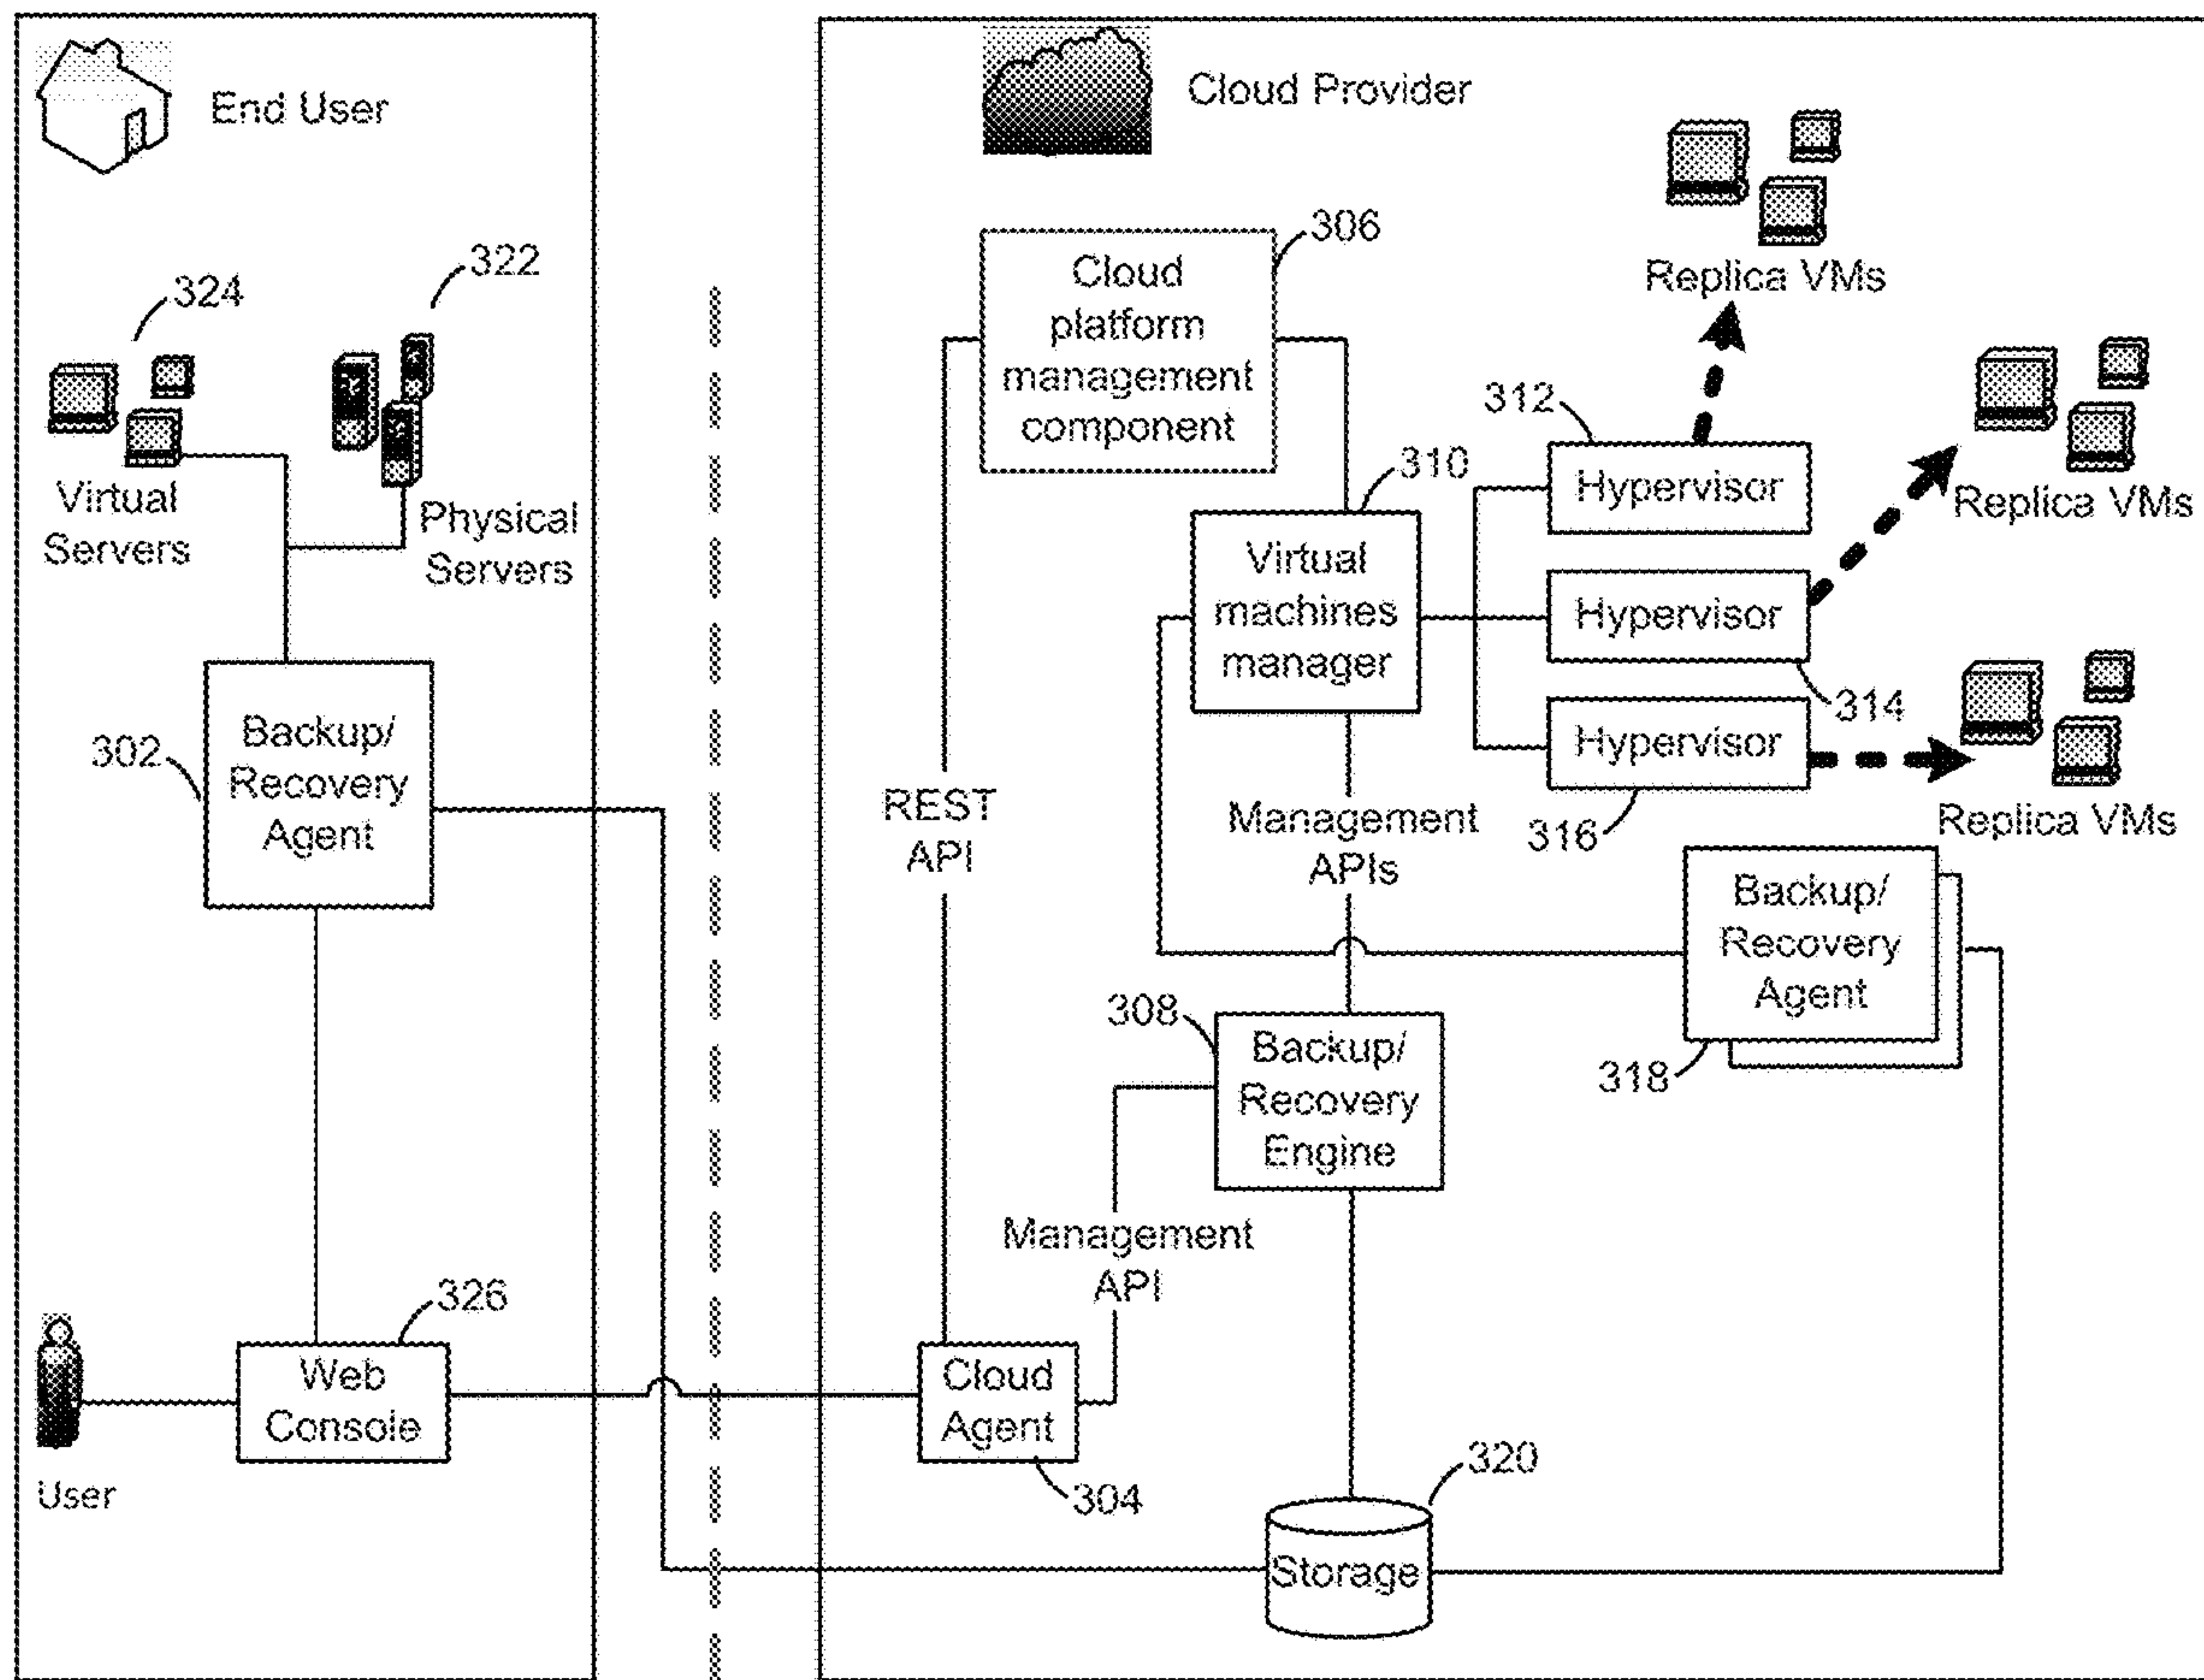 End User
324
322
Virtual
Servers
Physical
Servers
302
Backup/
Recovery
Agent
326
Web
Console
User
Cloud Provider
306
Cloud
platform
management
component
Replica VMs
312
Hypervisor
310
Virtual
machines
manager
Hypervisor
314
Replica VMs
Hypervisor
316
Replica VMs
REST
API
Management
APIs
Backup/
Recovery
Agent
318
308
Backup/
Recovery
Engine
Management
API
Cloud
Agent
304
320
Storage